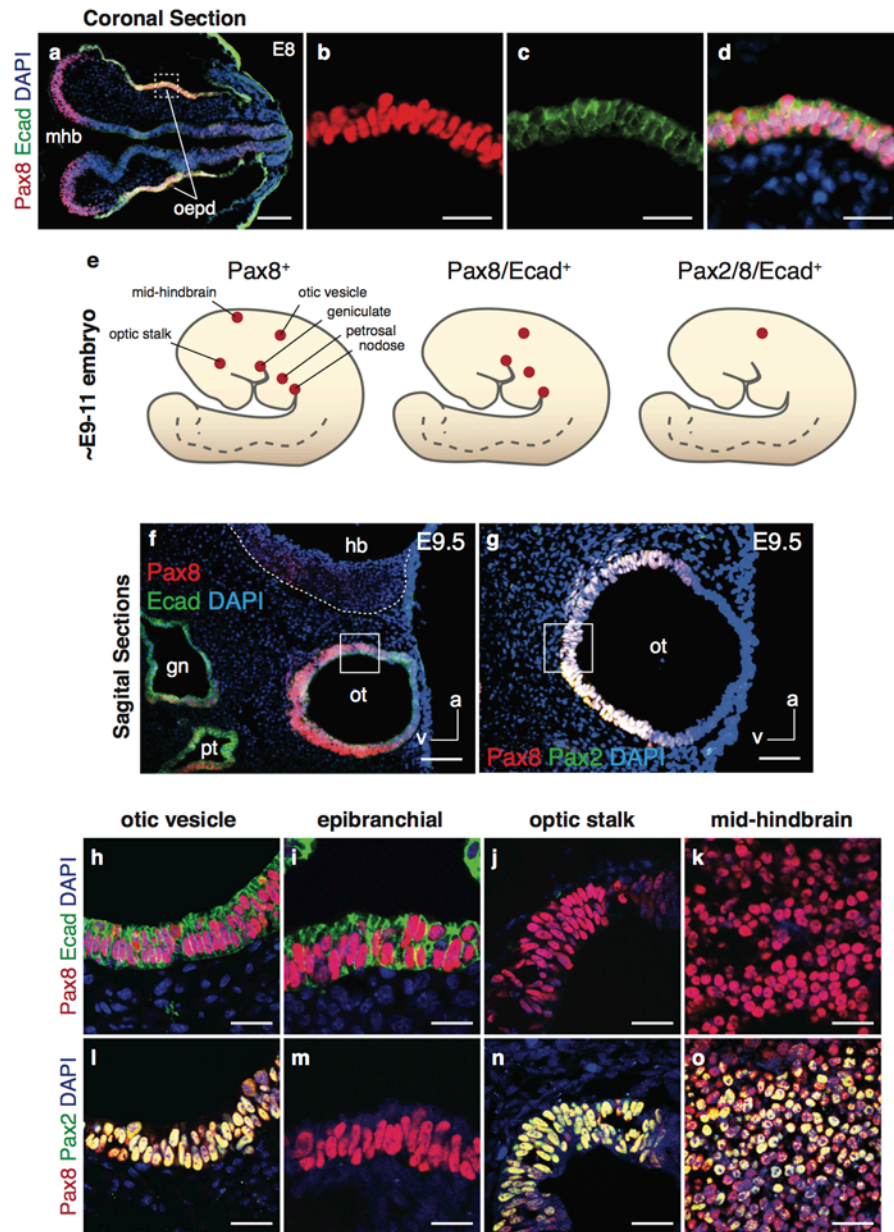 Coronal Section
Pax8 Ecad DAPI
a
E8
mhb
oepd
b
c
d
e
~E9-11 embryo
Pax8+
Pax8/Ecad+
Pax2/8/Ecad+
mid-hindbrain
otic vesicle
geniculate
optic stalk
petrosal
nodose
Sagital Sections
f
hb
E9.5
Pax8
Ecad DAPI
gn
pt
ot
a
v
g
E9.5
ot
a
v
Pax8 Pax2 DAPI
otic vesicle
epibranchial
optic stalk
mid-hindbrain
Pax8 Ecad DAPI
h
i
j
k
Pax8 Pax2 DAPI
l
m
n
o